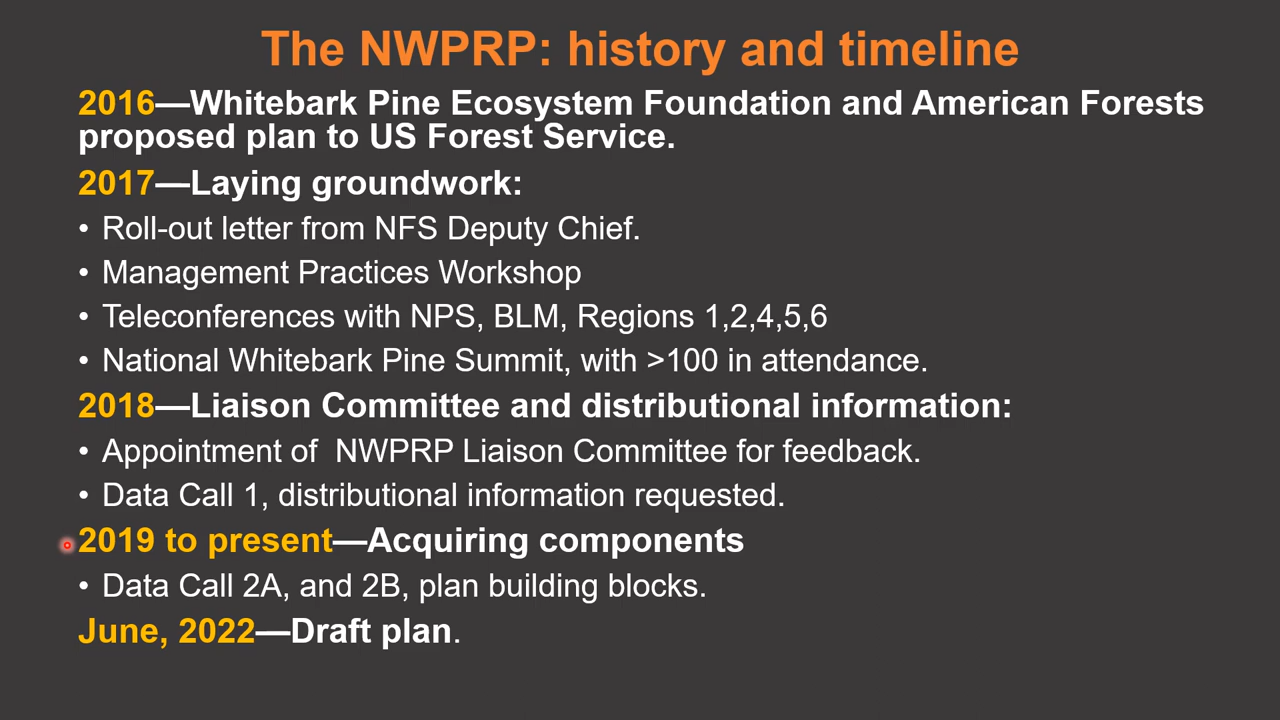 The NWPRP: history and timeline
2016—Whitebark Pine Ecosystem Foundation and American Forests
proposed plan to US Forest Service.
2017—Laying groundwork:
• Roll-out letter from NFS Deputy Chief.
• Management Practices Workshop
• Teleconferences with NPS, BLM, Regions 1,2,4,5,6
• National Whitebark Pine Summit, with >100 in attendance.
2018—Liaison Committee and distributional information:
• Appointment of  NWPRP Liaison Committee for feedback.
• Data Call 1, distributional information requested.
2019 to present—Acquiring components
• Data Call 2A, and 2B, plan building blocks.
June, 2022—Draft plan.